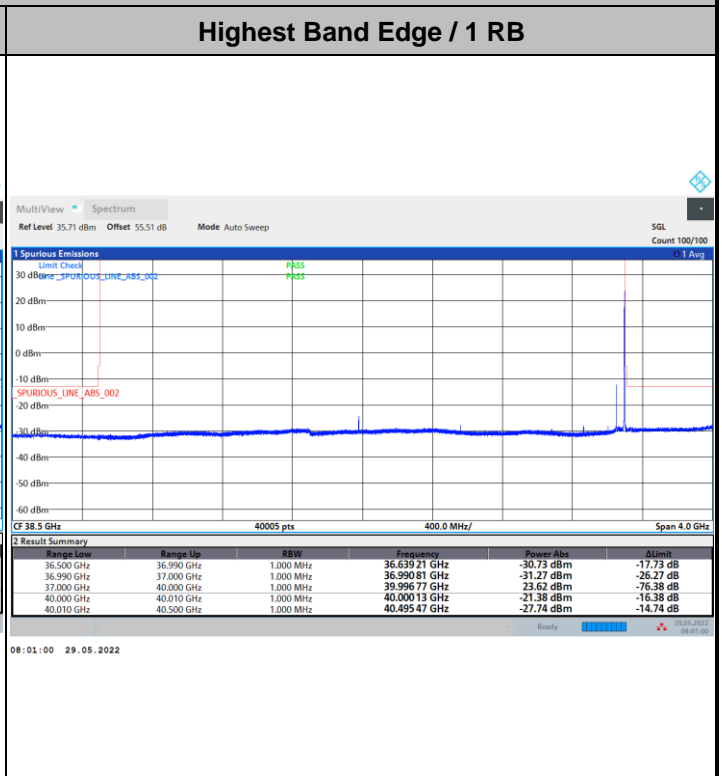 Highest Band Edge / 1 RB
MultiView Spectrum
Ref Level 35.71 dBm Offset 55.51 dB Mode Auto Sweep SGL
Count 100/100
1 Spurious Emissions 1 Avg
Limit Check PASS
30 dBm Line _SPURIOUS_LINE_ABS_002 PASS
20 dBm
10 dBm
0 dBm
-10 dBm
_SPURIOUS_LINE_ABS_002
-20 dBm
-30 dBm
-40 dBm
-50 dBm
-60 dBm
CF 38.5 GHz 40005 pts 400.0 MHz/ Span 4.0 GHz
2 Result Summary
Range Low Range Up RBW Frequency Power Abs ΔLimit
36.500 GHz 36.990 GHz 1.000 MHz 36.639 21 GHz -30.73 dBm -17.73 dB
36.990 GHz 37.000 GHz 1.000 MHz 36.990 81 GHz -31.27 dBm -26.27 dB
37.000 GHz 40.000 GHz 1.000 MHz 39.996 77 GHz 23.62 dBm -76.38 dB
40.000 GHz 40.010 GHz 1.000 MHz 40.000 13 GHz -21.38 dBm -16.38 dB
40.010 GHz 40.500 GHz 1.000 MHz 40.495 47 GHz -27.74 dBm -14.74 dB
Ready 29.05.2022
08:01:00
08:01:00 29.05.2022